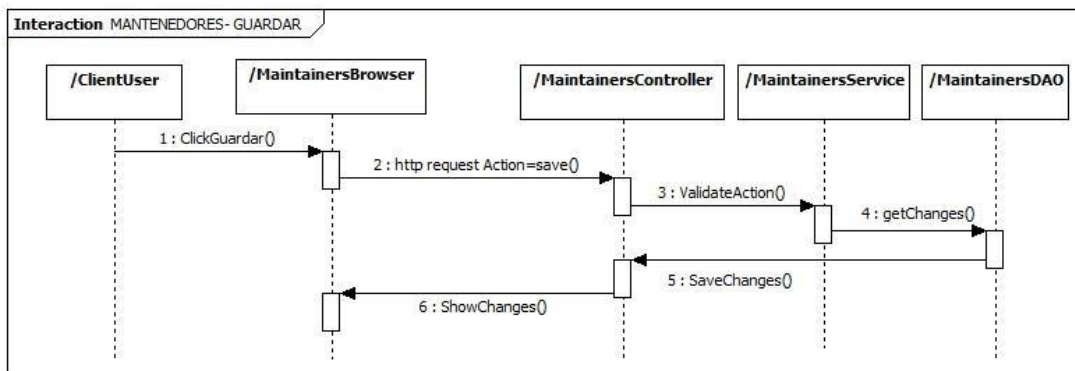 Interaction MANTENEDORES- GUARDAR
/ClientUser
/MaintainersBrowser
/MaintainersController
/MaintainersService
/MaintainersDAO
1 : ClickGuardar()
2 : http request Action=save()
3 : ValidateAction()
4 : getChanges()
5 : SaveChanges()
6 : ShowChanges()